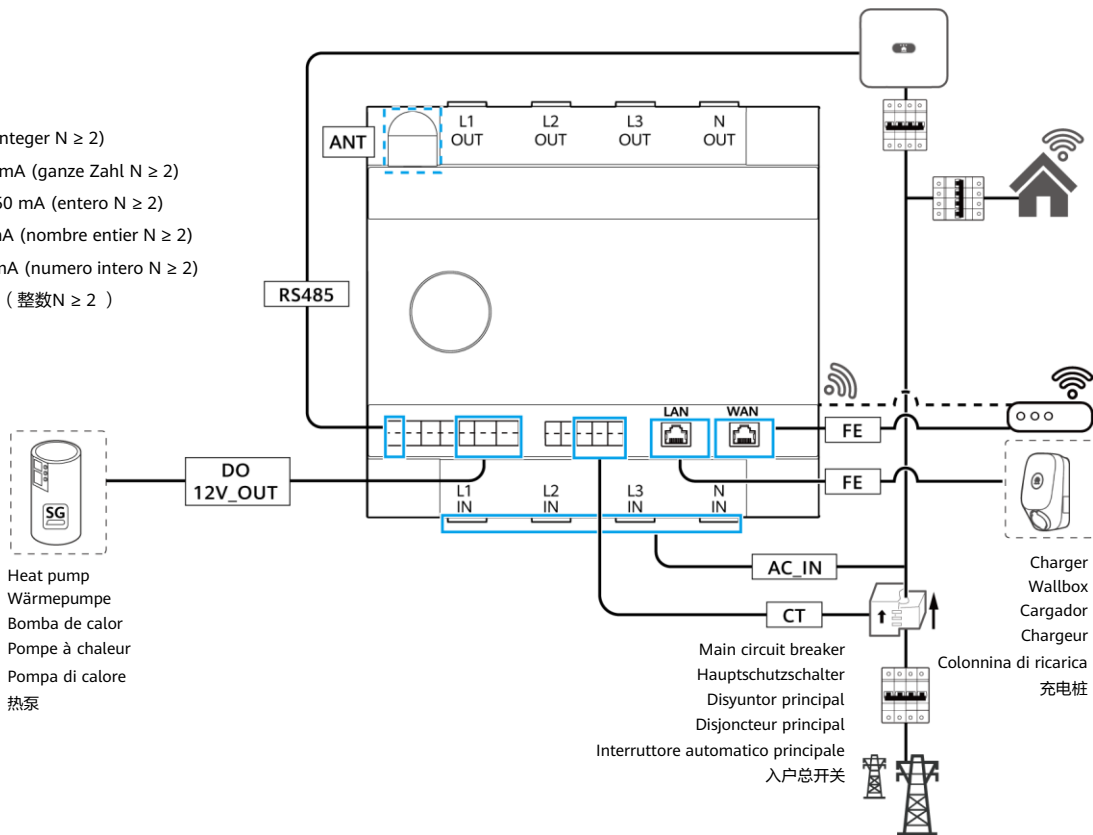 nteger N ≥ 2)
mA (ganze Zahl N ≥ 2)
60 mA (entero N ≥ 2)
nA (nombre entier N ≥ 2)
nA (numero intero N ≥ 2)
（整数N ≥ 2 ）
ANT
L1 OUT
L2 OUT
L3 OUT
N OUT
RS485
LAN
WAN
FE
FE
DO
12V_OUT
SG
L1 IN
L2 IN
L3 IN
N IN
AC_IN
CT
Heat pump
Wärmepumpe
Bomba de calor
Pompe à chaleur
Pompa di calore
热泵
Charger
Wallbox
Cargador
Chargeur
Colonnina di ricarica
充电桩
Main circuit breaker
Hauptschutzschalter
Disyuntor principal
Disjoncteur principal
Interruttore automatico principale
入户总开关